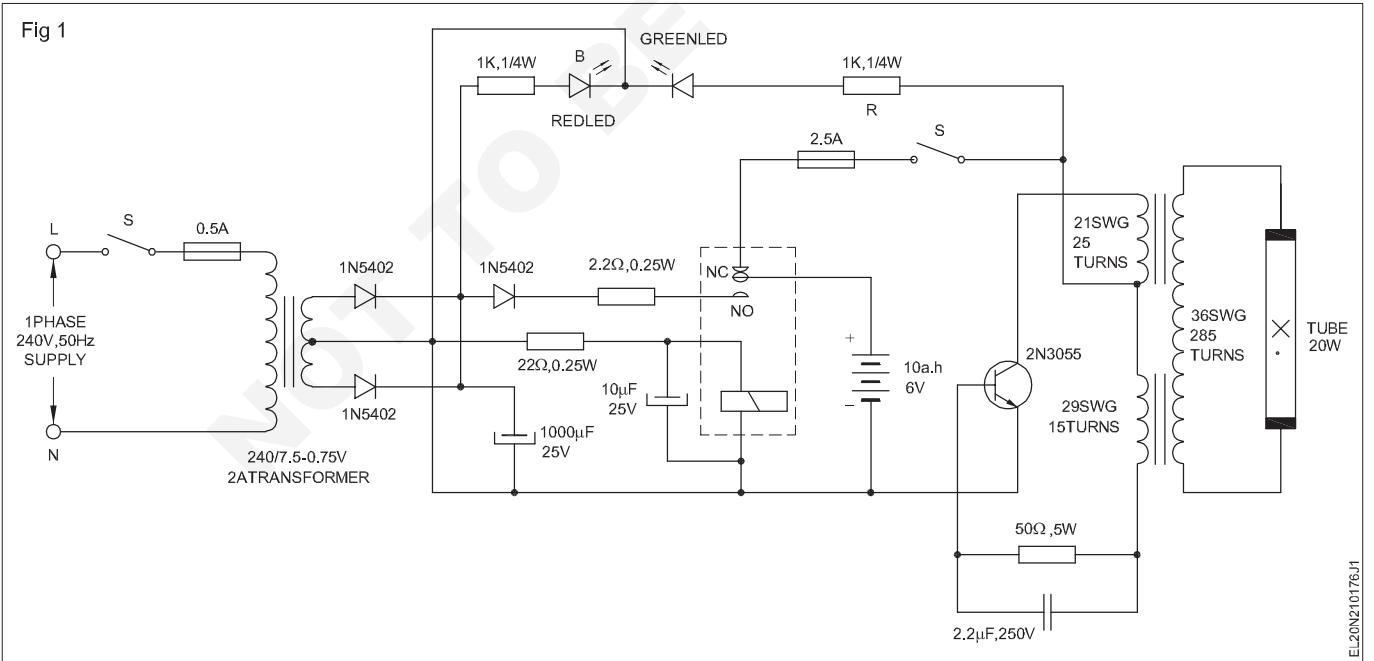 Fig 1
GREENLED
1K,1/4W
B
1K,1/4W
REDLED
R
2.5A
S
L
S
0.5A
21SWG
25
TURNS
1N5402
1N5402
2.2Ω,0.25W
NC
NO
1PHASE
240V,50Hz
SUPPLY
36SWG
285
TURNS
TUBE
20W
2N3055
22Ω,0.25W
+
10a.h
6V
–
10μF
25V
1N5402
29SWG
15TURNS
1000μF
25V
N
240/7.5-0.75V
2ATRANSFORMER
50Ω,5W
2.2μF,250V
EL20N210176J1
NOT TO BE